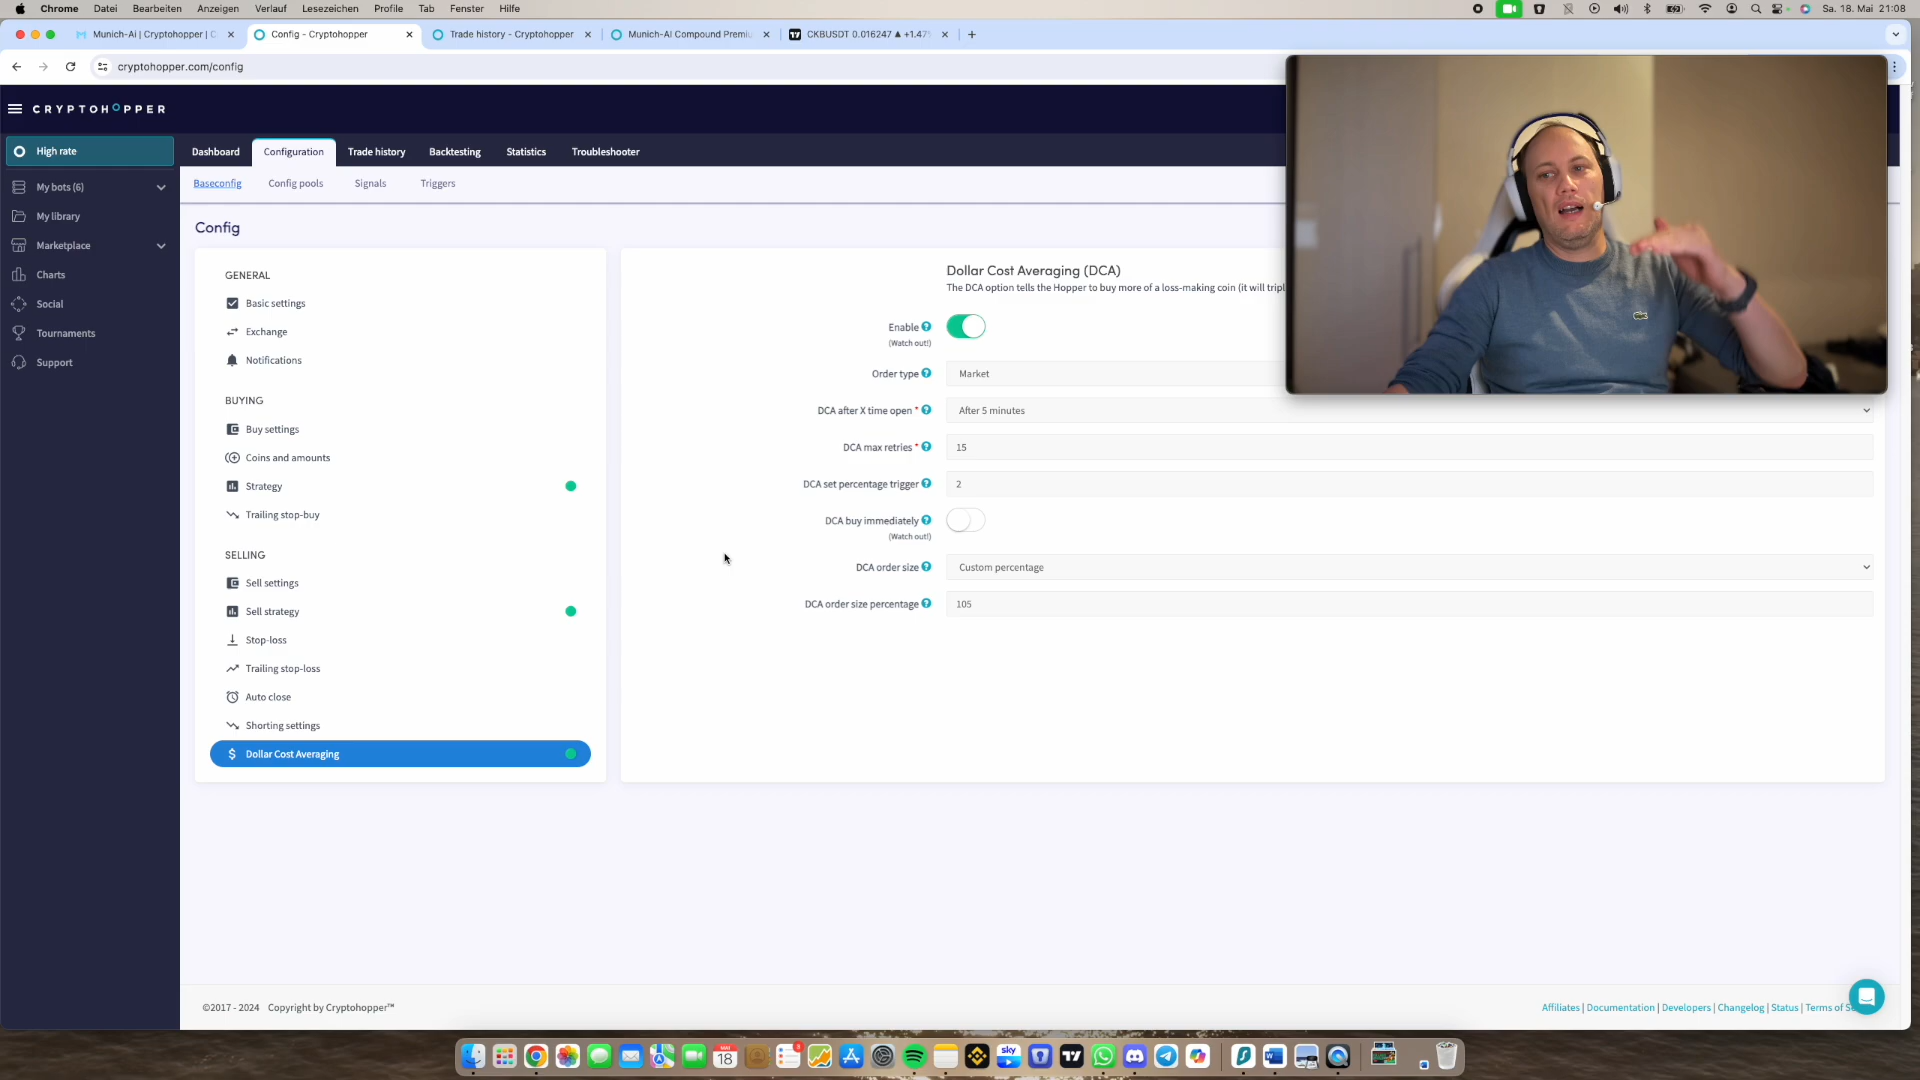 Chrome Datei Bearbeiten Anzeigen Verlauf Lesezeichen Profile Tab Fenster Hilfe Sa. 18. Mai 21:08
Munich-Ai | Cryptohopper | C Config - Cryptohopper Trade history - Cryptohopper Munich-AI Compound Premiu CKBUSDT 0.016247 ▲ +1.47%
cryptohopper.com/config
CRYPTOHOPPER
High rate
My bots (6)
My library
Marketplace
Charts
Social
Tournaments
Support
Dashboard Configuration Trade history Backtesting Statistics Troubleshooter
Baseconfig Config pools Signals Triggers
Config
GENERAL
Basic settings
Exchange
Notifications
BUYING
Buy settings
Coins and amounts
Strategy
Trailing stop-buy
SELLING
Sell settings
Sell strategy
Stop-loss
Trailing stop-loss
Auto close
Shorting settings
$ Dollar Cost Averaging
Dollar Cost Averaging (DCA)
The DCA option tells the Hopper to buy more of a loss-making coin (it will tripl
Enable
(Watch out!)
Order type Market
DCA after X time open * After 5 minutes
DCA max retries * 15
DCA set percentage trigger 2
DCA buy immediately
(Watch out!)
DCA order size Custom percentage
DCA order size percentage 105
©2017 - 2024 Copyright by Cryptohopper™
Affiliates | Documentation | Developers | Changelog | Status | Terms of
sky
18